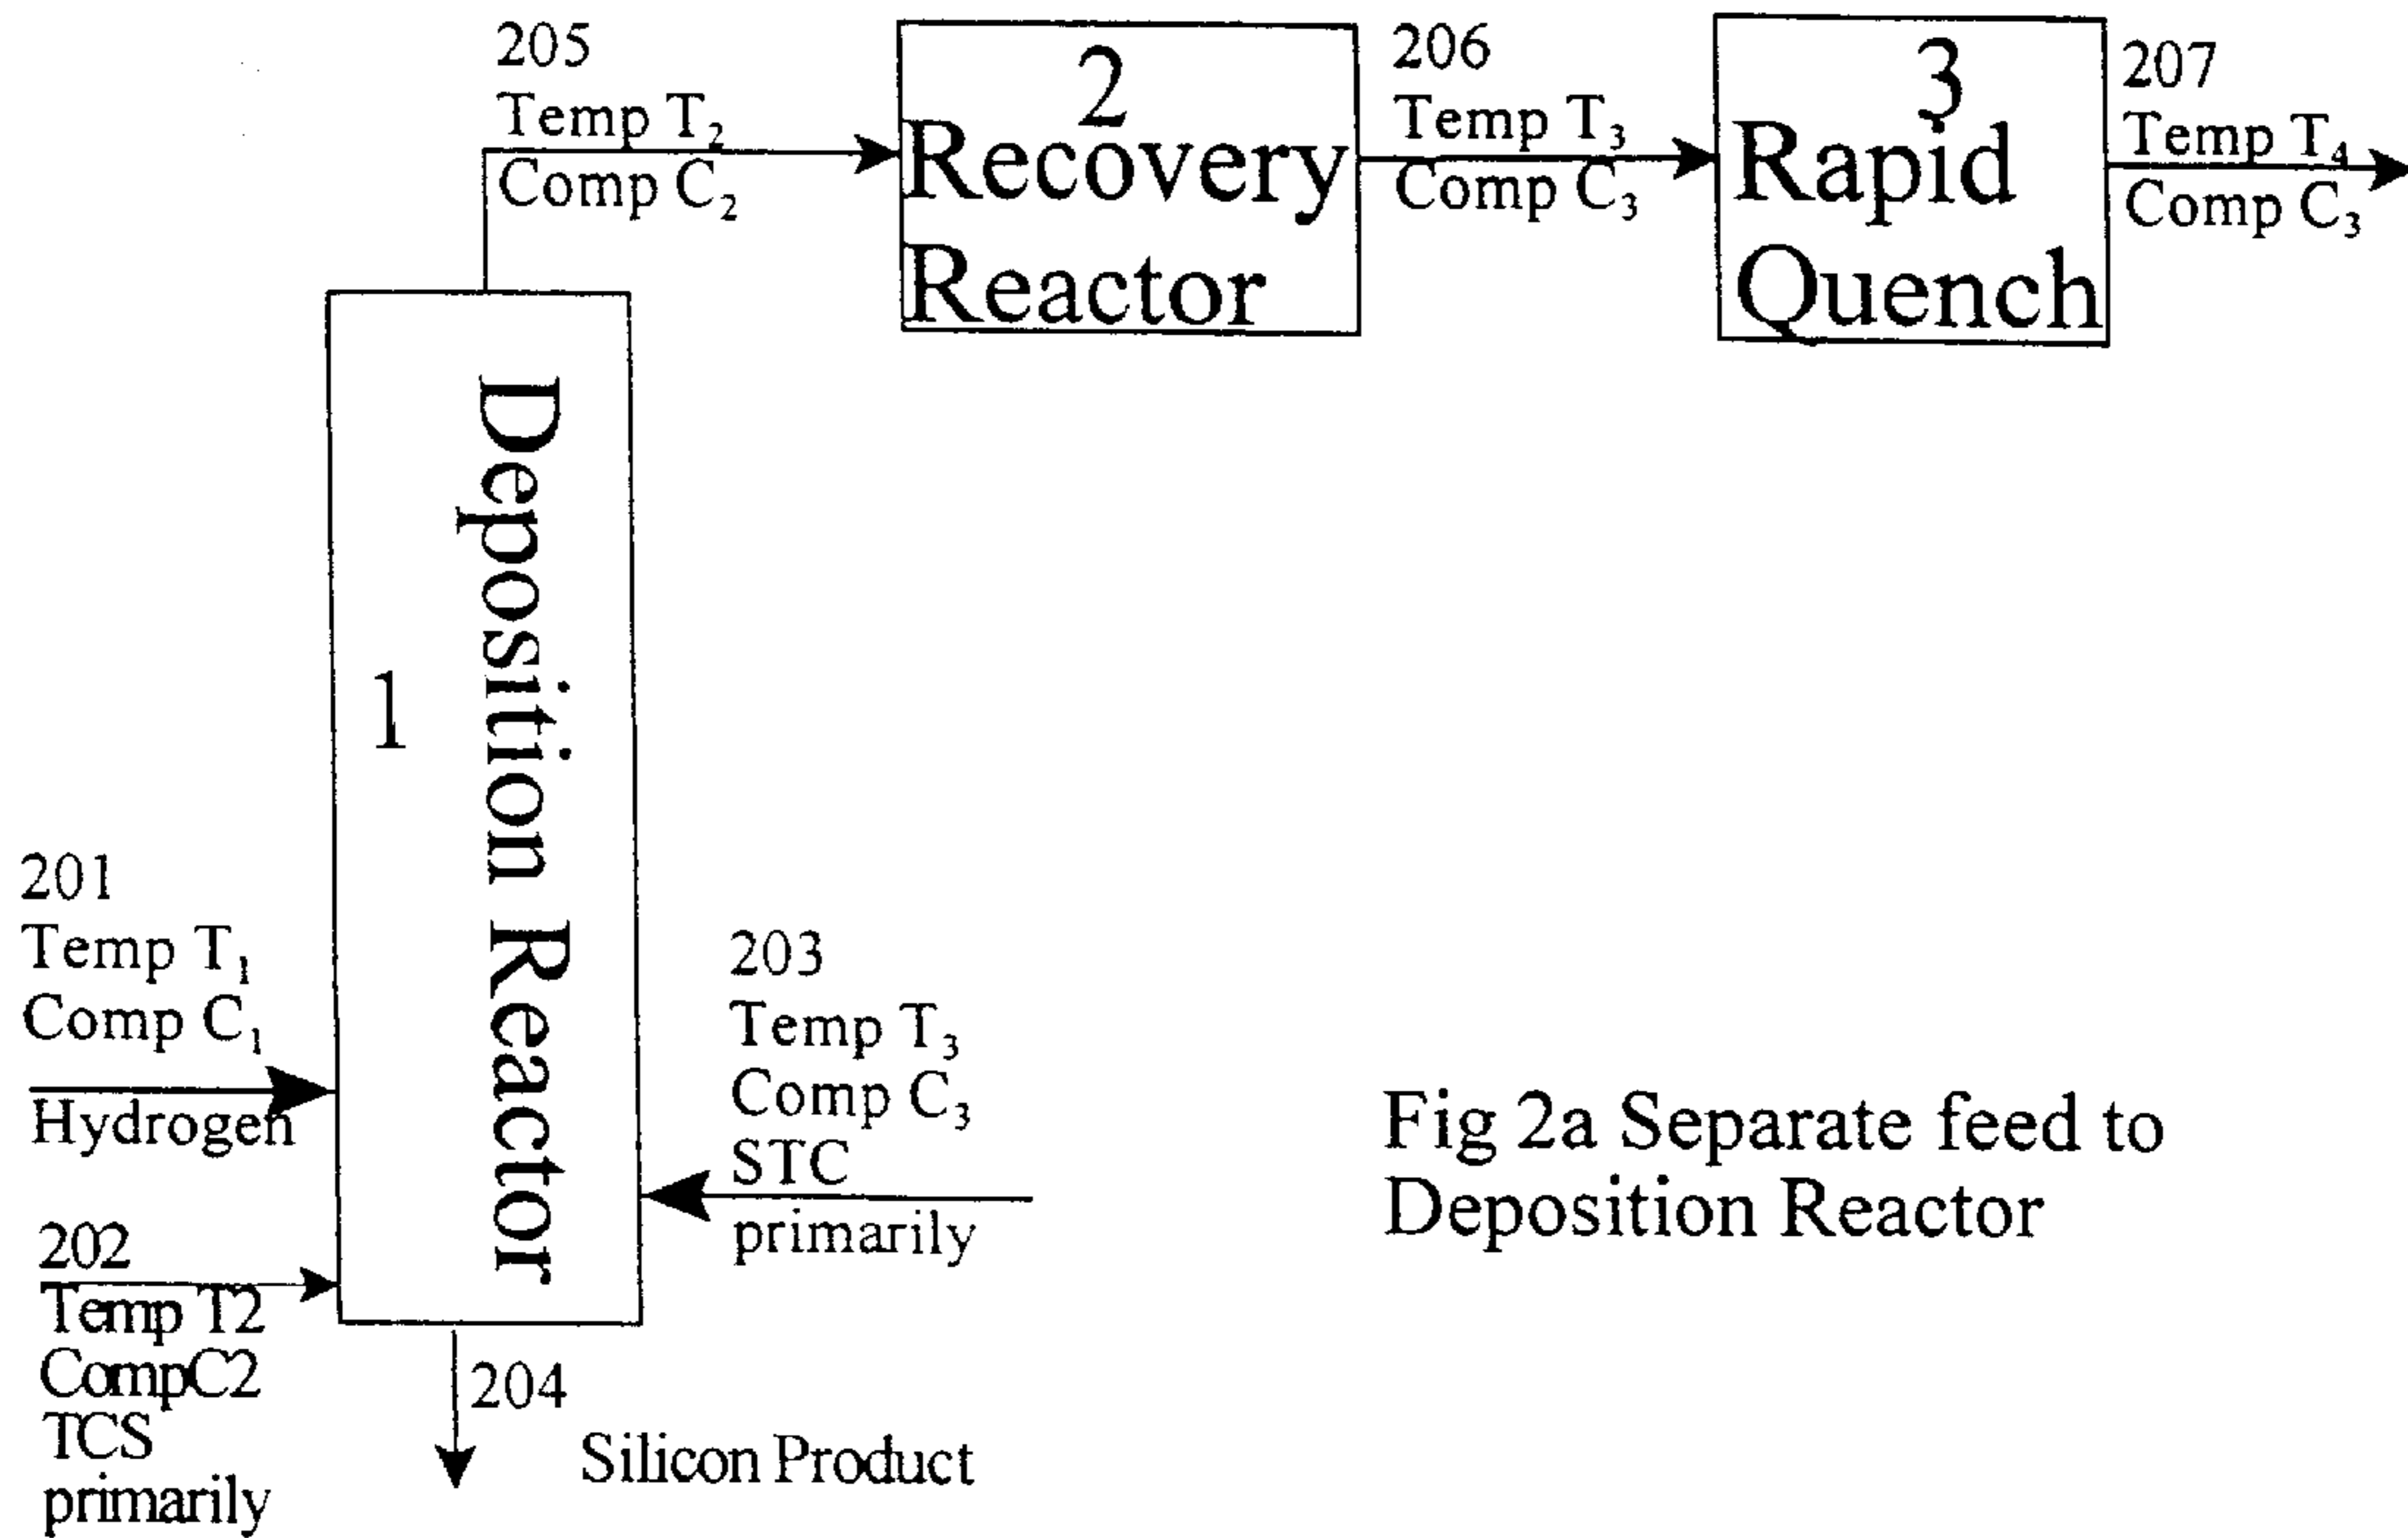 205
Temp T₂
Comp C₂
2
Recovery
Reactor
206
Temp T₃
Comp C₃
3
Rapid
Quench
207
Temp T₄
Comp C₃
1
Deposition Reactor
201
Temp T₁
Comp C₁
Hydrogen
202
Temp T2
CompC2
TCS
primarily
203
Temp T₃
Comp C₃
STC
primarily
204
Silicon Product
Fig 2a Separate feed to
Deposition Reactor